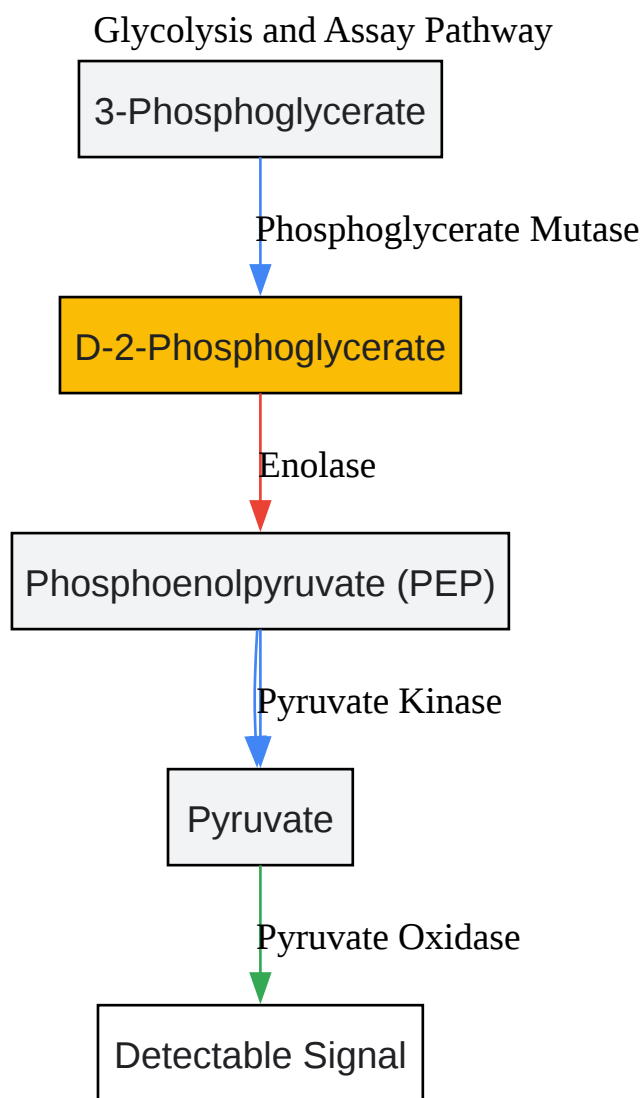 Glycolysis and Assay Pathway
3-Phosphoglycerate
Phosphoglycerate Mutase
D-2-Phosphoglycerate
Enolase
Phosphoenolpyruvate (PEP)
Pyruvate Kinase
Pyruvate
Pyruvate Oxidase
Detectable Signal